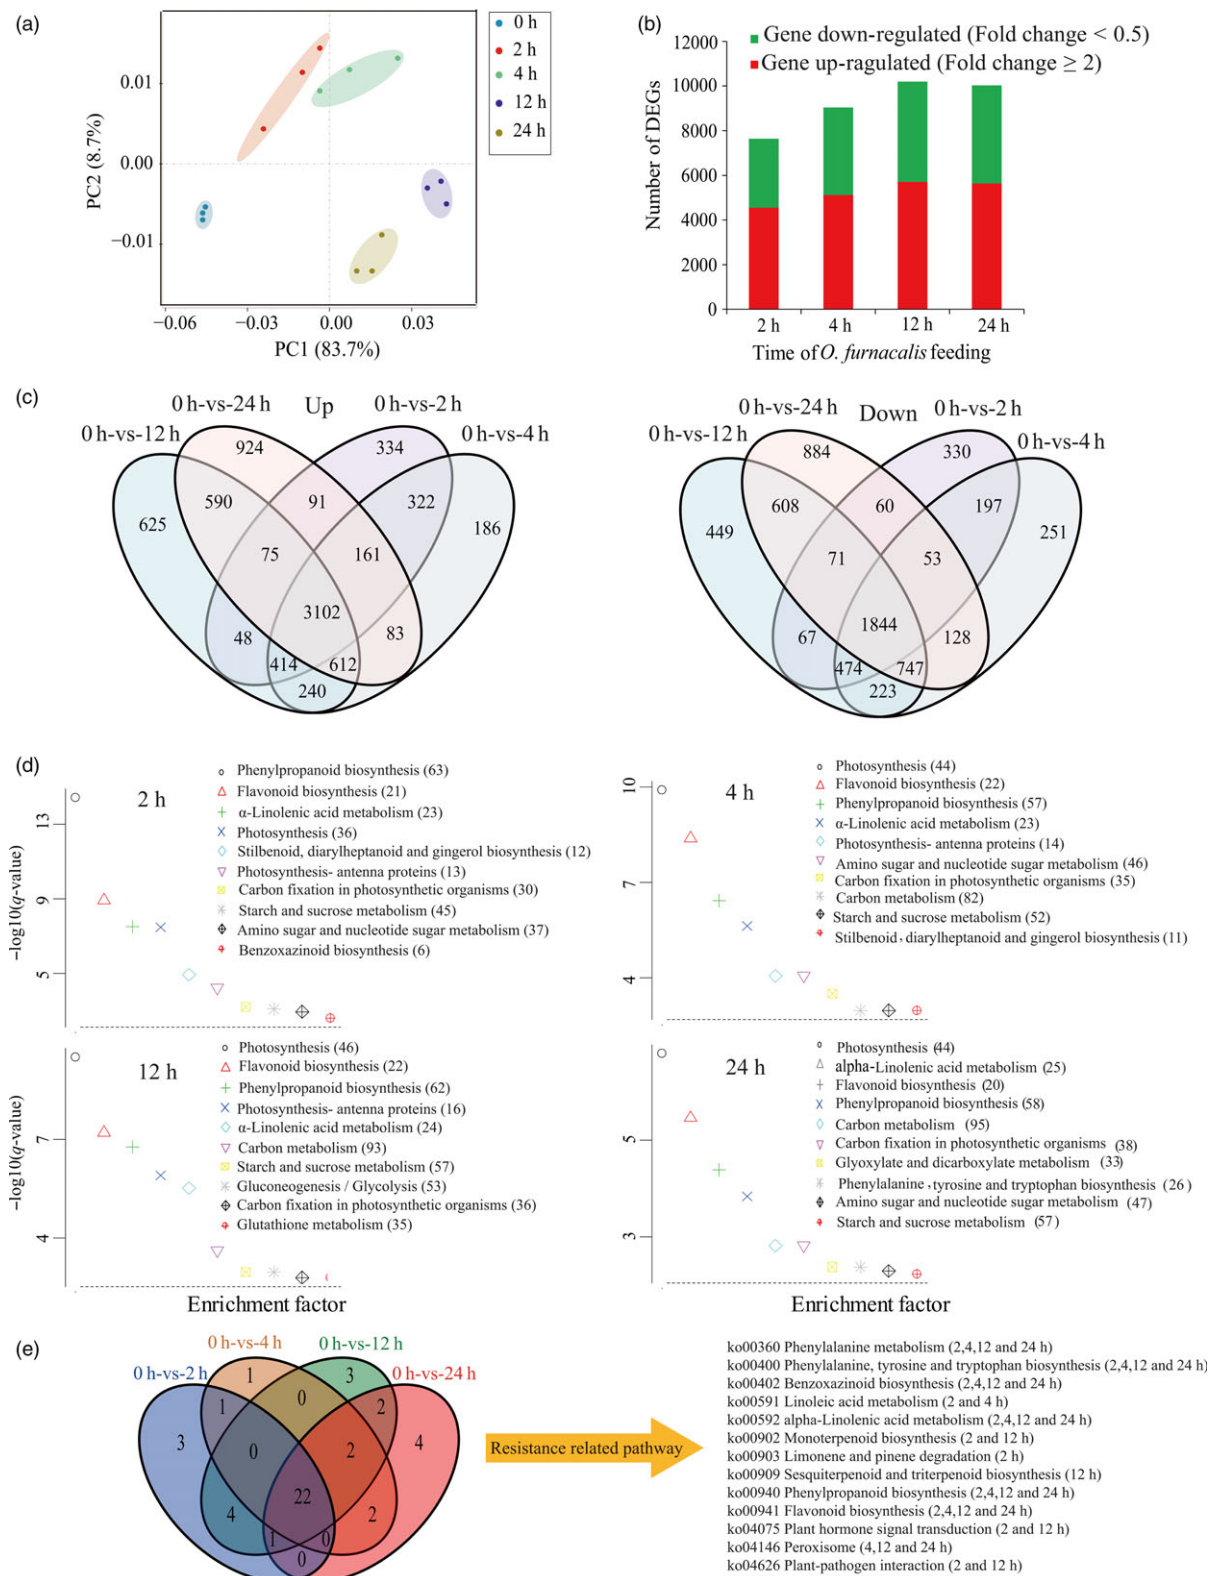 (a)
0 h
2 h
4 h
12 h
24 h
0.01
0.00
−0.01
PC2 (8.7%)
−0.06
−0.03
0.00
0.03
PC1 (83.7%)
(b)
12000
10000
8000
6000
4000
2000
0
Number of DEGs
Gene down-regulated (Fold change < 0.5)
Gene up-ragulated (Fold change ≥ 2)
2 h
4 h
12 h
24 h
Time of O. furnacalis feeding
(c)
Up
0 h-vs-12 h
0 h-vs-24 h
0 h-vs-2 h
0 h-vs-4 h
924
334
590
91
322
625
186
75
161
3102
48
83
414
612
240
Down
0 h-vs-12 h
0 h-vs-24 h
0 h-vs-2 h
0 h-vs-4 h
884
330
608
60
197
449
251
71
53
1844
67
128
474
747
223
(d)
−log10(q-value)
13
9
5
2 h
Phenylpropanoid biosynthesis (63)
Flavonoid biosynthesis (21)
α-Linolenic acid metabolism (23)
Photosynthesis (36)
Stilbenoid, diarylheptanoid and gingerol biosynthesis (12)
Photosynthesis- antenna proteins (13)
Carbon fixation in photosynthetic organisms (30)
Starch and sucrose metabolism (45)
Amino sugar and nucleotide sugar metabolism (37)
Benzoxazinoid biosynthesis (6)
10
7
4
4 h
Photosynthesis (44)
Flavonoid biosynthesis (22)
Phenylpropanoid biosynthesis (57)
α-Linolenic acid metabolism (23)
Photosynthesis- antenna proteins (14)
Amino sugar and nucleotide sugar metabolism (46)
Carbon fixation in photosynthetic organisms (35)
Carbon metabolism (82)
Starch and sucrose metabolism (52)
Stilbenoid, diarylheptanoid and gingerol biosynthesis (11)
−log10(q-value)
7
4
12 h
Photosynthesis (46)
Flavonoid biosynthesis (22)
Phenylpropanoid biosynthesis (62)
Photosynthesis- antenna proteins (16)
α-Linolenic acid metabolism (24)
Carbon metabolism (93)
Starch and sucrose metabolism (57)
Gluconeogenesis / Glycolysis (53)
Carbon fixation in photosynthetic organisms (36)
Glutathione metabolism (35)
Enrichment factor
5
3
24 h
Photosynthesis (44)
alpha-Linolenic acid metabolism (25)
Flavonoid biosynthesis (20)
Phenylpropanoid biosynthesis (58)
Carbon metabolism (95)
Carbon fixation in photosynthetic organisms (38)
Glyoxylate and dicarboxylate metabolism (33)
Phenylalanine, tyrosine and tryptophan biosynthesis (26)
Amino sugar and nucleotide sugar metabolism (47)
Starch and sucrose metabolism (57)
Enrichment factor
(e)
0 h-vs-2 h
0 h-vs-4 h
0 h-vs-12 h
0 h-vs-24 h
1
3
1
0
2
3
4
0
2
22
4
2
1
0
0
Resistance related pathway
ko00360 Phenylalanine metabolism (2,4,12 and 24 h)
ko00400 Phenylalanine, tyrosine and tryptophan biosynthesis (2,4,12 and 24 h)
ko00402 Benzoxazinoid biosynthesis (2,4,12 and 24 h)
ko00591 Linoleic acid metabolism (2 and 4 h)
ko00592 alpha-Linolenic acid metabolism (2,4,12 and 24 h)
ko00902 Monoterpenoid biosynthesis (2 and 12 h)
ko00903 Limonene and pinene degradation (2 h)
ko00909 Sesquiterpenoid and triterpenoid biosynthesis (12 h)
ko00940 Phenylpropanoid biosynthesis (2,4,12 and 24 h)
ko00941 Flavonoid biosynthesis (2,4,12 and 24 h)
ko04075 Plant hormone signal transduction (2 and 12 h)
ko04146 Peroxisome (4,12 and 24 h)
ko04626 Plant-pathogen interaction (2 and 12 h)